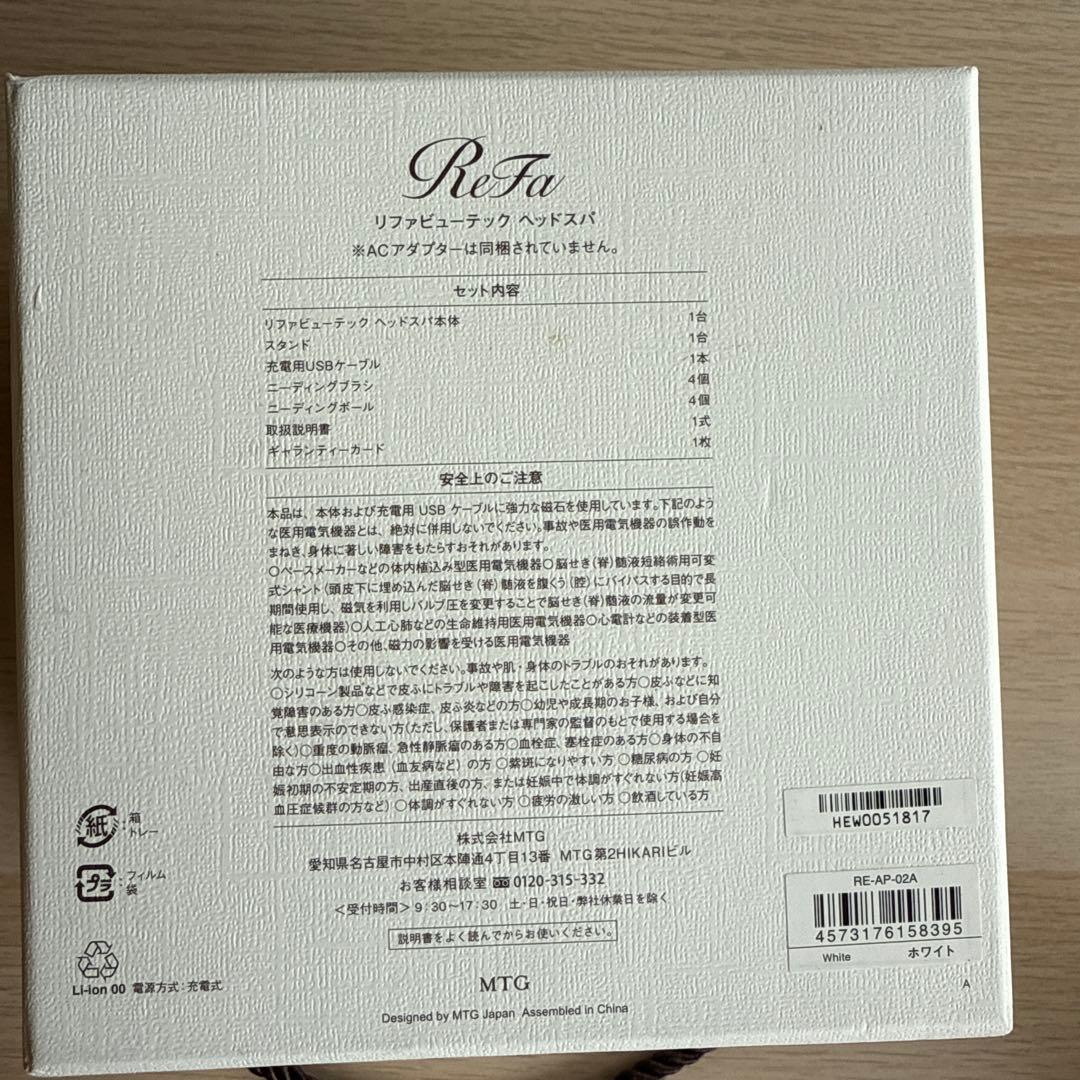 ReFa
リファビューテック ヘッドスパ
※ACアダプターは同梱されていません。
セット内容
リファビューテック ヘッドスパ本体 1台
スタンド 1台
充電用USBケーブル 1本
ニーディングブラシ 4個
ニーディングボール 4個
取扱説明書 1式
ギャランティーカード 1枚
安全上のご注意
本品は、本体および充電用 USB ケーブルに強力な磁石を使用しています。下記のよう
な医用電気機器とは、絶対に併用しないでください。事故や医用電気機器の誤作動を
まねき、身体に著しい障害をもたらすおそれがあります。
○ペースメーカーなどの体内植込み型医用電気機器○脳せき（脊）髄液短絡術用可変
式シャント（頭皮下に埋め込んだ脳せき（脊）髄液を腹くう（腔）にバイパスする目的で長
期間使用し、磁気を利用しバルブ圧を変更することで脳せき（脊）髄液の流量が変更可
能な医療機器）○人工心肺などの生命維持用医用電気機器○心電計などの装着型医
用電気機器○その他、磁力の影響を受ける医用電気機器
次のような方は使用しないでください。事故や肌・身体のトラブルのおそれがあります。
○シリコーン製品などで皮ふにトラブルや障害を起こしたことがある方○皮ふなどに知
覚障害のある方○皮ふ感染症、皮ふ炎などの方○幼児や成長期のお子様、および自分
で意思表示のできない方（ただし、保護者または専門家の監督のもとで使用する場合を
除く）○重度の動脈瘤、急性静脈瘤のある方○血栓症、塞栓症のある方○身体の不自
由な方○出血性疾患（血友病など）の方 ○紫斑になりやすい方 ○糖尿病の方 ○妊
娠初期の不安定期の方、出産直後の方、または妊娠中で体調がすぐれない方（妊娠高
血圧症候群の方など） ○体調がすぐれない方 ○疲労の激しい方 ○飲酒している方
株式会社MTG
愛知県名古屋市中村区本陣通4丁目13番 MTG第2HIKARIビル
お客様相談室 0120-315-332
＜受付時間＞9：30〜17：30 土・日・祝日・弊社休業日を除く
説明書をよく読んでからお使いください。
MTG
Designed by MTG Japan Assembled in China
紙 : 箱
トレー
プラ : フィルム
袋
Li-ion 00 電源方式：充電式
HEW0051817
RE-AP-02A
4573176158395
White ホワイト
A